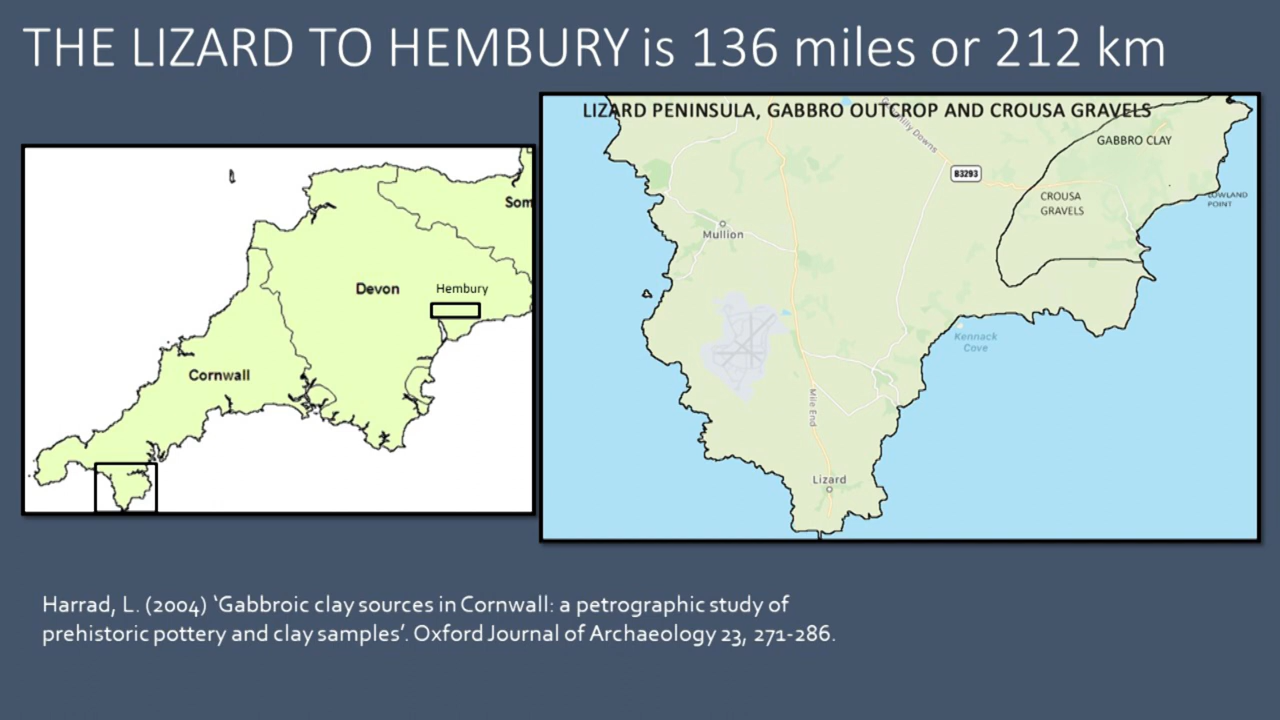 THE LIZARD TO HEMBURY is 136 miles or 212 km
Som
Devon
Hembury
Cornwall
LIZARD PENINSULA, GABBRO OUTCROP AND CROUSA GRAVELS
Downs
GABBRO CLAY
B3293
CROUSA
GRAVELS
LOWLAND
POINT
Mullion
Kennack
Cove
Mile End
Lizard
Harrad, L. (2004) ‘Gabbroic clay sources in Cornwall: a petrographic study of
prehistoric pottery and clay samples’. Oxford Journal of Archaeology 23, 271-286.